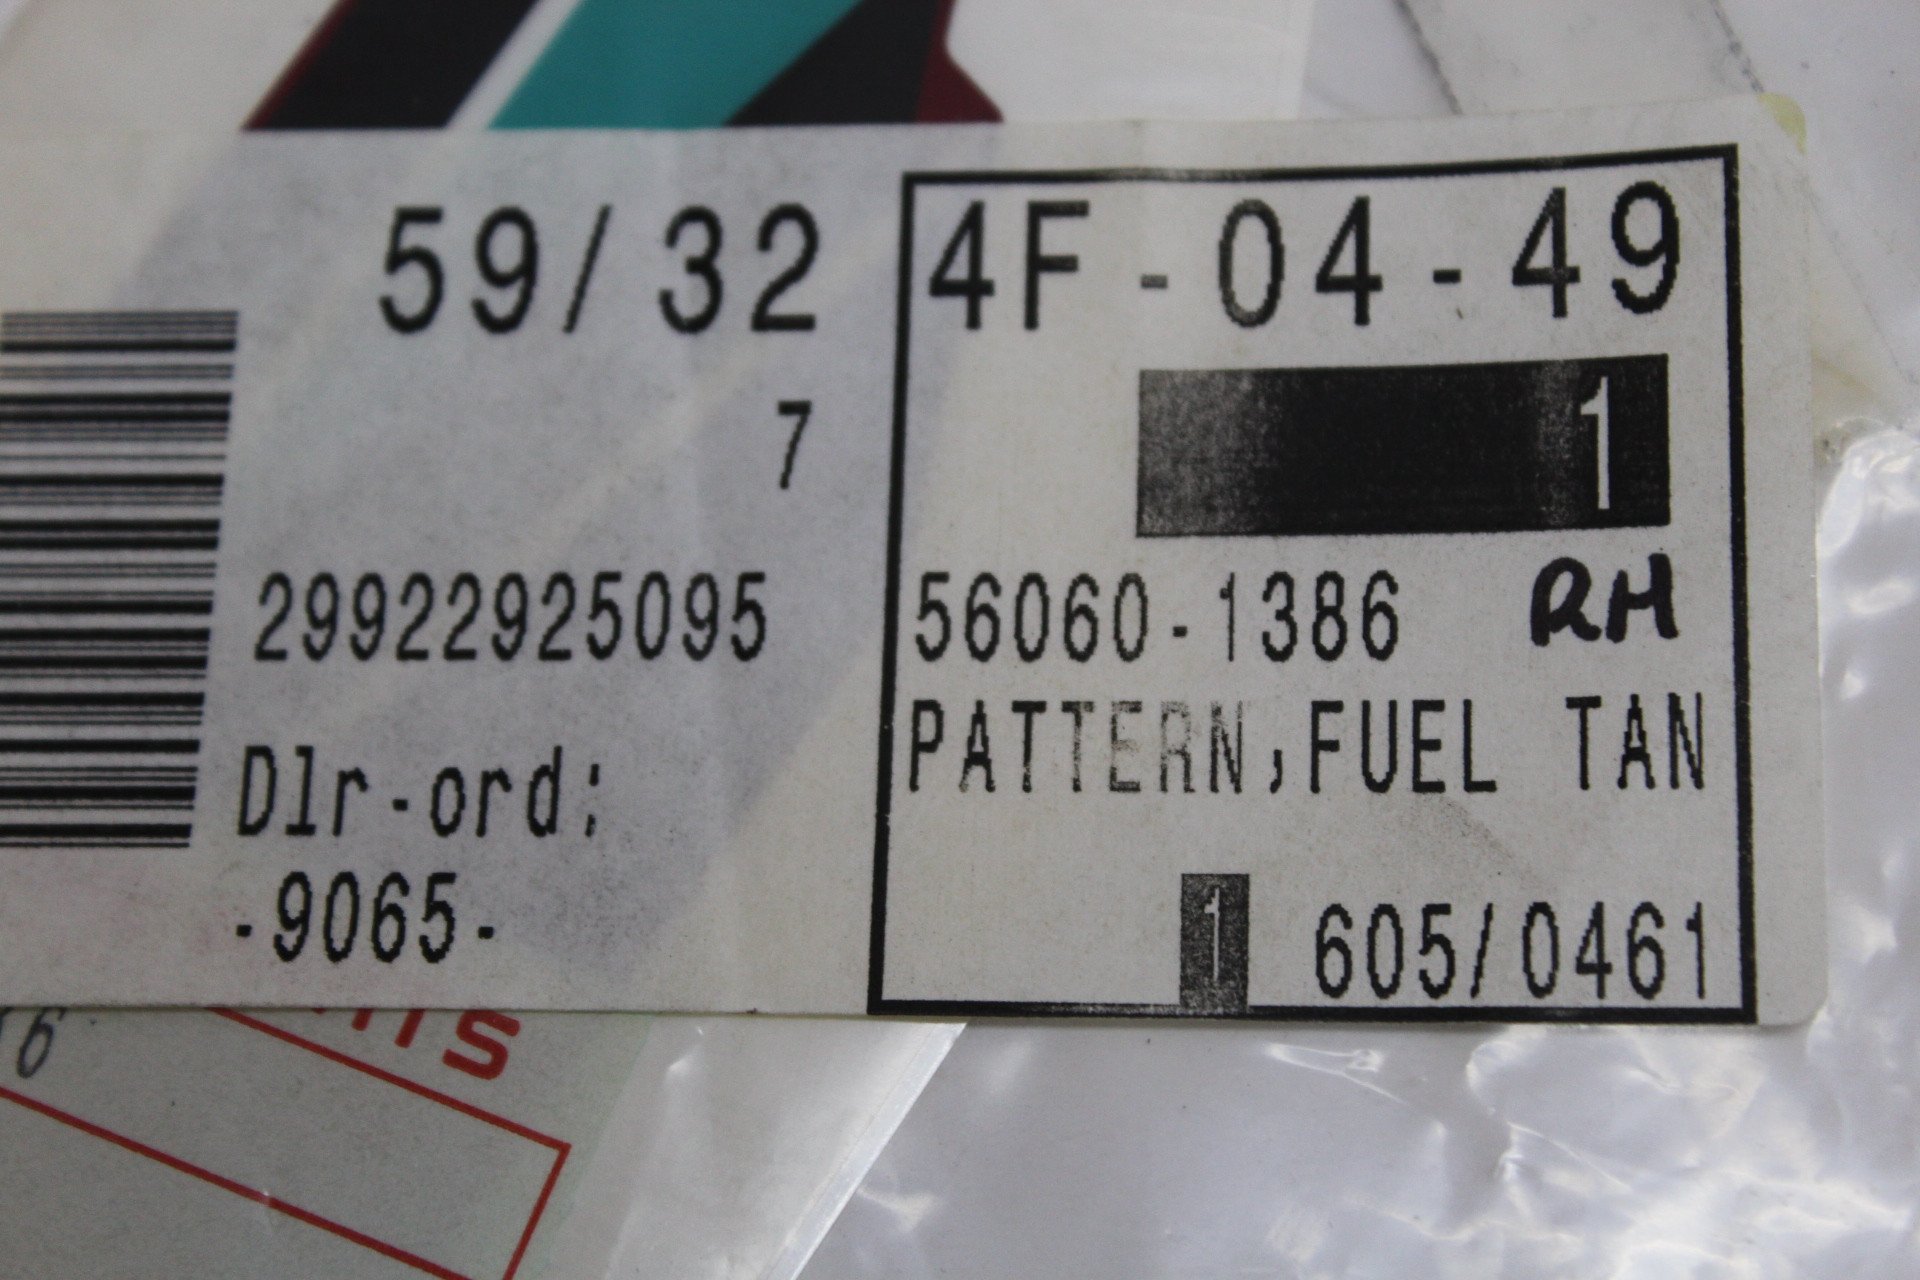 59/32
7
29922925095
Dlr-ord:
-9065-
4F-04-49
1
56060-1386 RH
PATTERN,FUEL TAN
1 605/0461